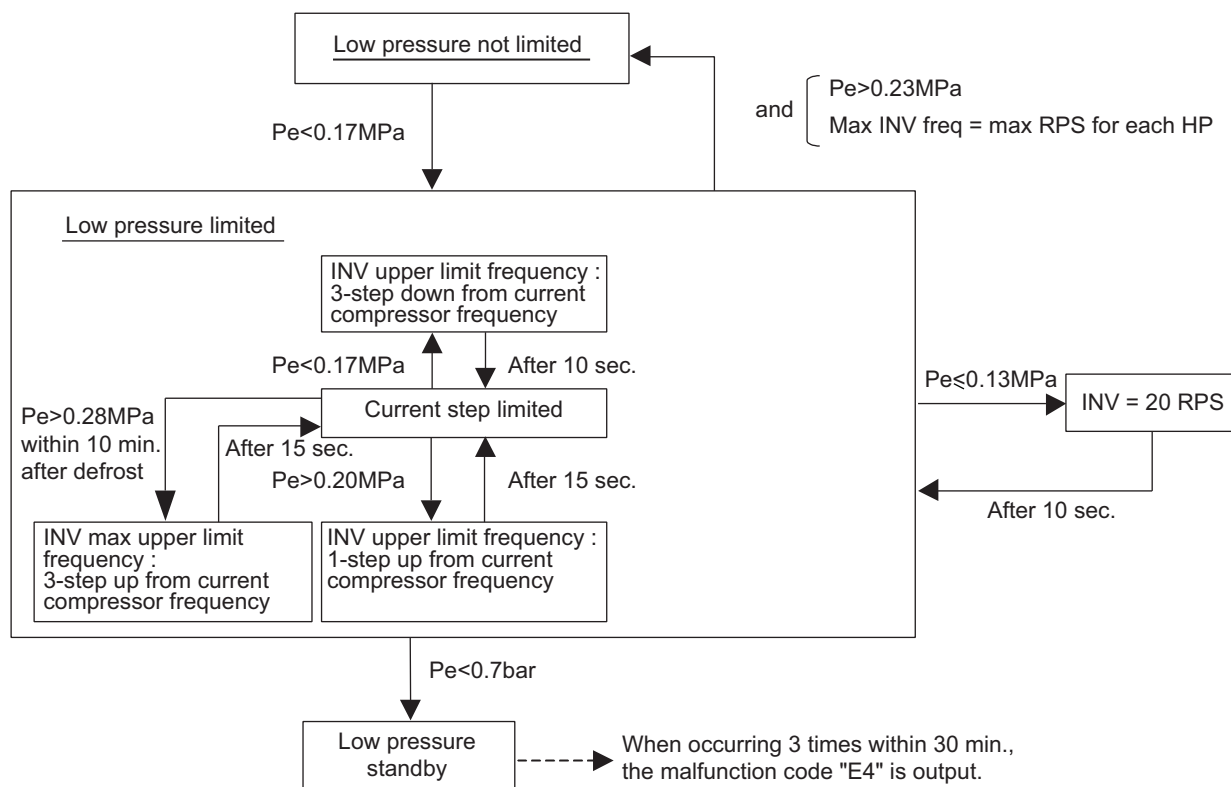 Low pressure not limited
Pe<0.17MPa
and
Pe>0.23MPa
Max INV freq = max RPS for each HP
Low pressure limited
INV upper limit frequency :
3-step down from current
compressor frequency
Pe<0.17MPa
After 10 sec.
Current step limited
Pe>0.28MPa
within 10 min.
after defrost
After 15 sec.
Pe>0.20MPa
After 15 sec.
INV max upper limit
frequency :
3-step up from current
compressor frequency
INV upper limit frequency :
1-step up from current
compressor frequency
Pe⩽0.13MPa
INV = 20 RPS
After 10 sec.
Pe<0.7bar
Low pressure
standby
When occurring 3 times within 30 min.,
the malfunction code "E4" is output.